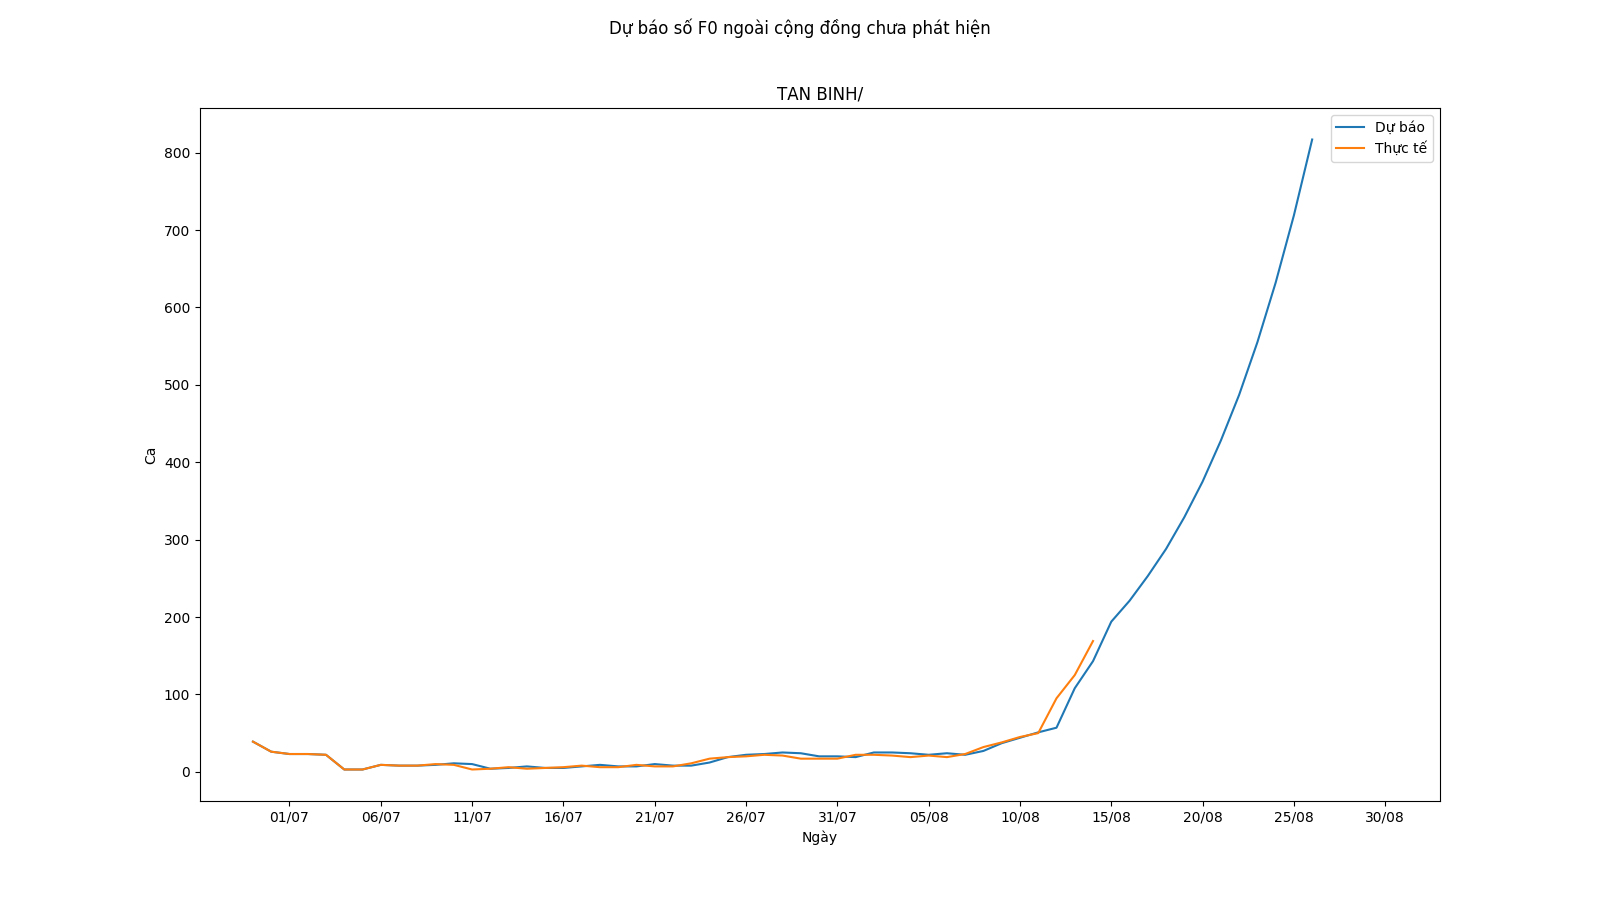 Dự báo số F0 ngoài cộng đồng chưa phát hiện
TAN BINH/
Dự báo
Thực tế
800
700
600
500
400
300
200
100
0
Ca
01/07 06/07 11/07 16/07 21/07 26/07 31/07 05/08 10/08 15/08 20/08 25/08 30/08
Ngày